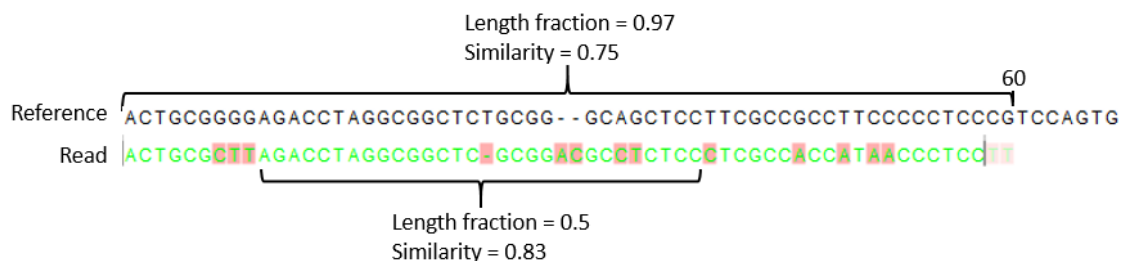 Length fraction = 0.97
Similarity = 0.75
60
Reference ACTGCGGGGAGACCTAGGCGGCTCTGCGG--GCAGCTCCTTCGCCGCCTTCCCCCTCCCGTCCAGTG
Read ACTGCGCTTAGACCTAGGCGGCTC-GCGGACGCCTCTCCCTCGCCACCATAACCCTCCTT
Length fraction = 0.5
Similarity = 0.83